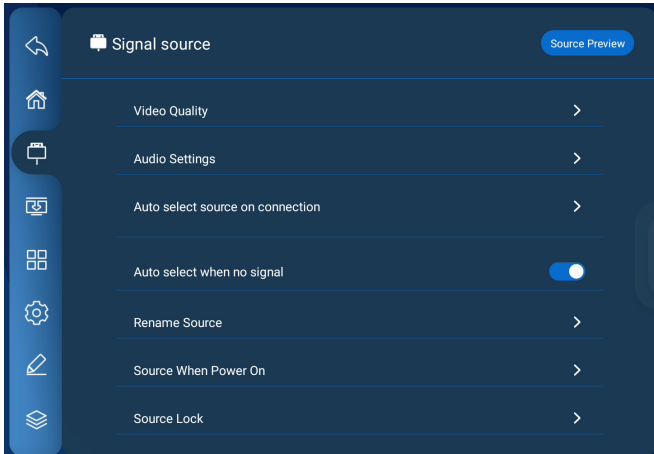 Signal source
Source Preview
Video Quality
Audio Settings
Auto select source on connection
Auto select when no signal
Rename Source
Source When Power On
Source Lock